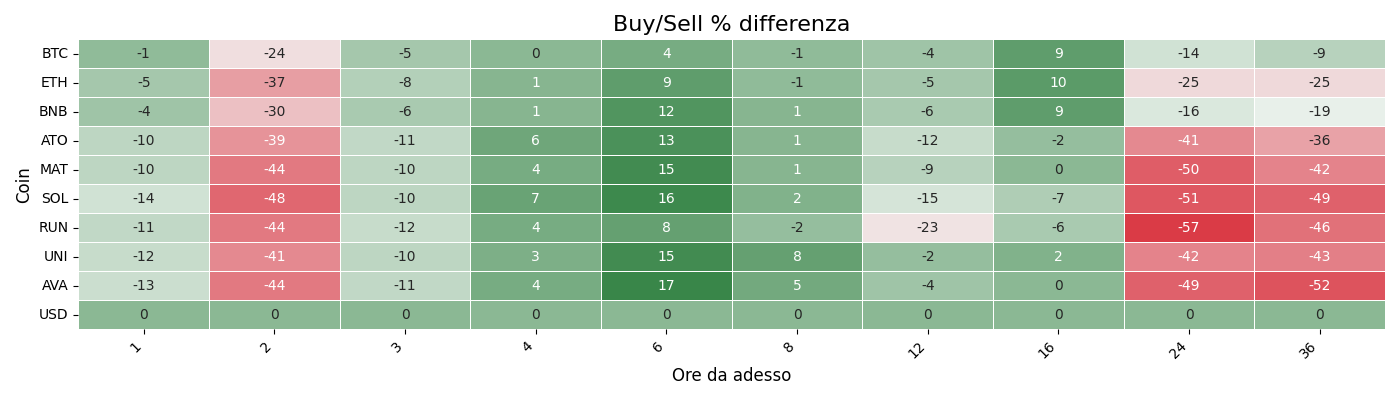 Buy/Sell % differenza
Coin
BTC -1 -24 -5 0 4 -1 -4 9 -14 -9
ETH -5 -37 -8 1 9 -1 -5 10 -25 -25
BNB -4 -30 -6 1 12 1 -6 9 -16 -19
ATO -10 -39 -11 6 13 1 -12 -2 -41 -36
MAT -10 -44 -10 4 15 1 -9 0 -50 -42
SOL -14 -48 -10 7 16 2 -15 -7 -51 -49
RUN -11 -44 -12 4 8 -2 -23 -6 -57 -46
UNI -12 -41 -10 3 15 8 -2 2 -42 -43
AVA -13 -44 -11 4 17 5 -4 0 -49 -52
USD 0 0 0 0 0 0 0 0 0 0
1 2 3 4 6 8 12 16 24 36
Ore da adesso